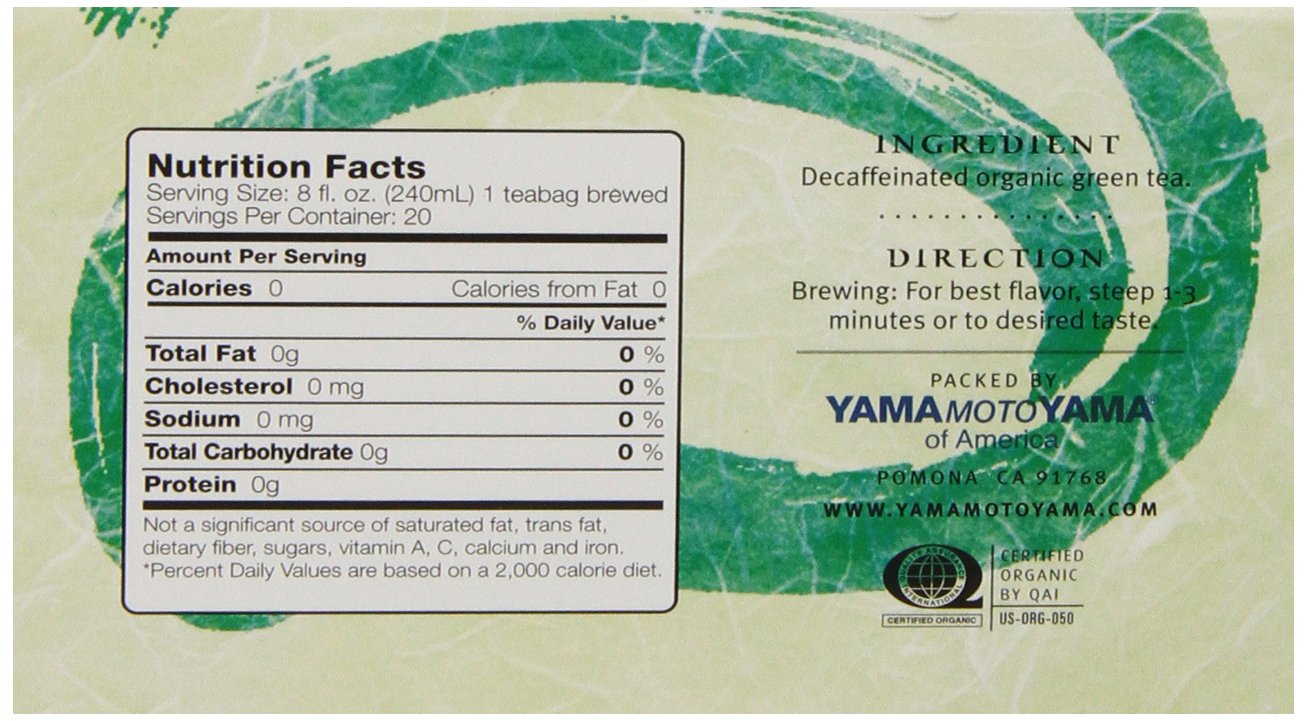 Nutrition Facts
Serving Size: 8 fl. oz. (240mL) 1 teabag brewed
Servings Per Container: 20
Amount Per Serving
Calories 0 Calories from Fat 0
% Daily Value*
Total Fat 0g 0 %
Cholesterol 0 mg 0 %
Sodium 0 mg 0 %
Total Carbohydrate 0g 0 %
Protein 0g
Not a significant source of saturated fat, trans fat,
dietary fiber, sugars, vitamin A, C, calcium and iron.
*Percent Daily Values are based on a 2,000 calorie diet.
INGREDIENT
Decaffeinated organic green tea.
DIRECTION
Brewing: For best flavor, steep 1-3
minutes or to desired taste.
PACKED BY
YAMAMOTOYAMA®
of America
POMONA CA 91768
WWW.YAMAMOTOYAMA.COM
QUALITY ASSURANCE
INTERNATIONAL
CERTIFIED ORGANIC
CERTIFIED
ORGANIC
BY QAI
US-ORG-050